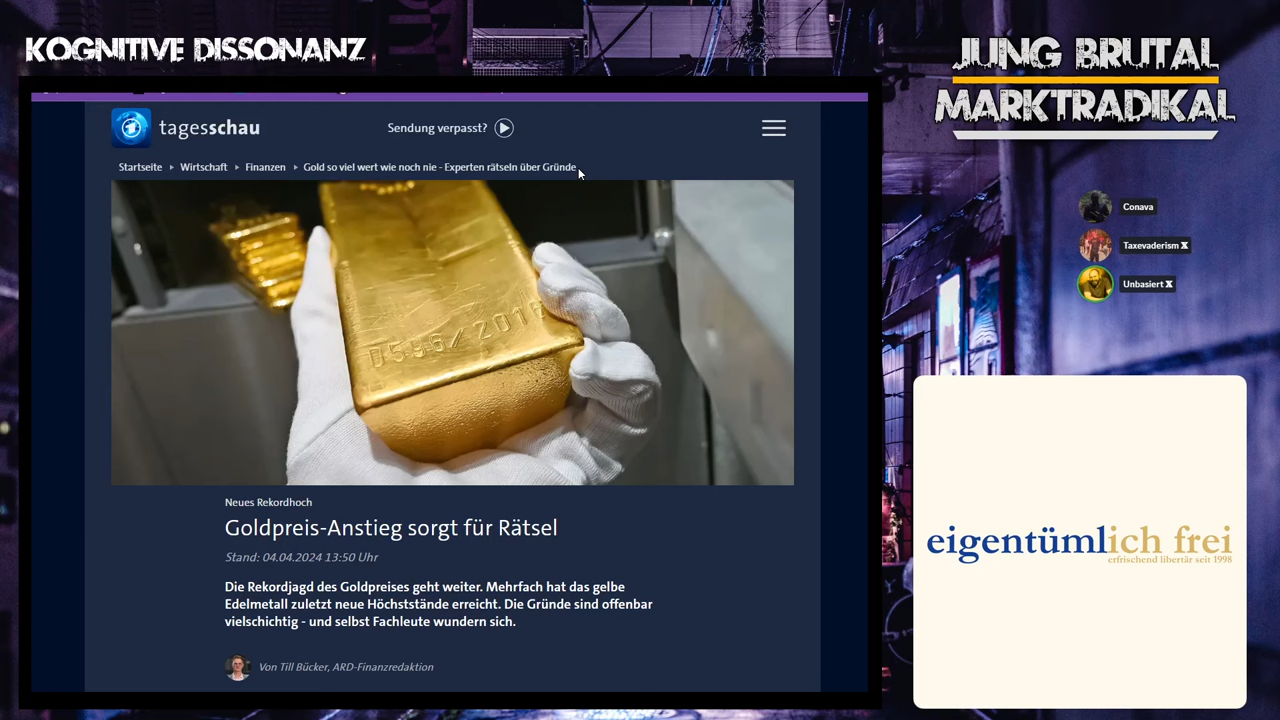 KOGNITIVE DISSONANZ
JUNG BRUTAL
MARKTRADIKAL
tagesschau
Sendung verpasst?
Startseite
Wirtschaft
Finanzen
Gold so viel wert wie noch nie - Experten rätseln über Gründe
Conava
Taxevaderism X
Unbasiert X
Neues Rekordhoch
Goldpreis-Anstieg sorgt für Rätsel
Stand: 04.04.2024 13:50 Uhr
Die Rekordjagd des Goldpreises geht weiter. Mehrfach hat das gelbe
Edelmetall zuletzt neue Höchststände erreicht. Die Gründe sind offenbar
vielschichtig - und selbst Fachleute wundern sich.
Von Till Bücker, ARD-Finanzredaktion
eigentümlich frei
erfrischend libertär seit 1998